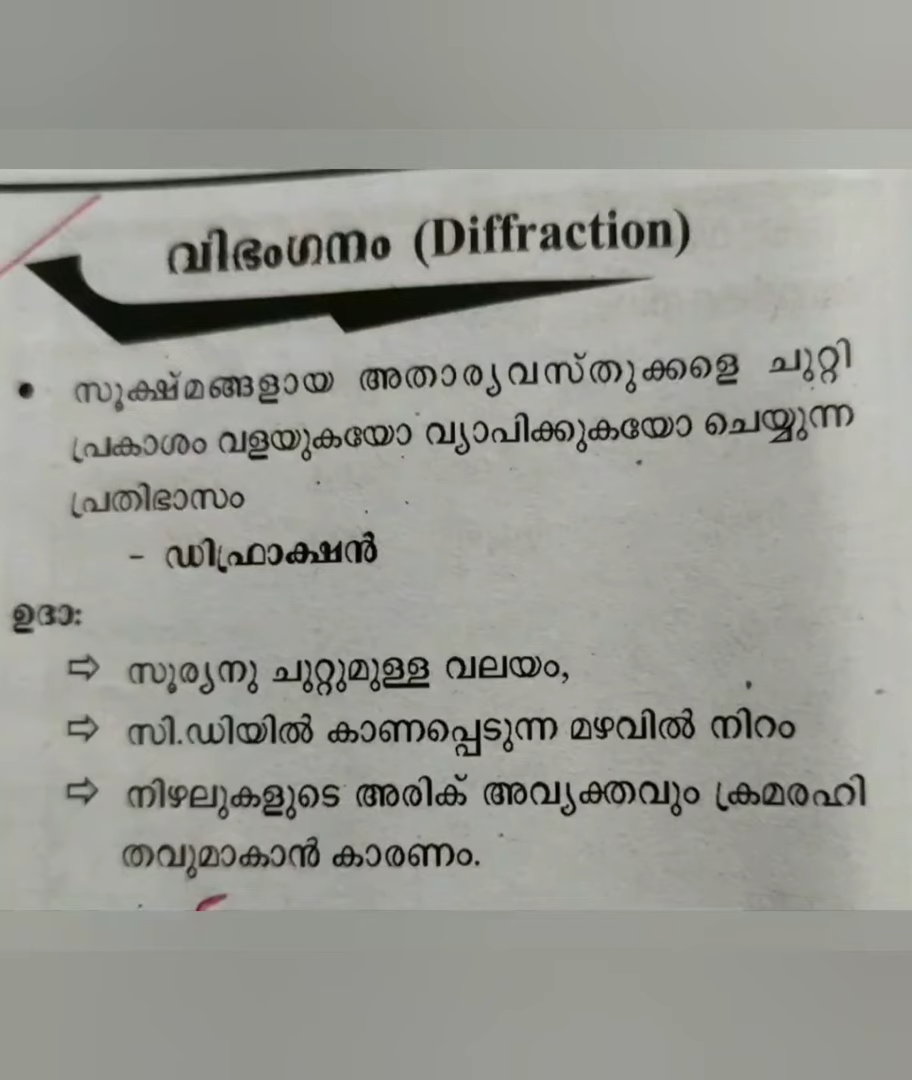 വിഭംഗനം (Diffraction)
• സൂക്ഷ്മങ്ങളായ അതാര്യവസ്തുക്കളെ ചുറ്റി
പ്രകാശം വളയുകയോ വ്യാപിക്കുകയോ ചെയ്യുന്ന
പ്രതിഭാസം
- ഡിഫ്രാക്ഷൻ
ഉദാ:
⇨ സൂര്യനു ചുറ്റുമുള്ള വലയം,
⇨ സി.ഡിയിൽ കാണപ്പെടുന്ന മഴവിൽ നിറം
⇨ നിഴലുകളുടെ അരിക് അവ്യക്തവും ക്രമരഹി
തവുമാകാൻ കാരണം.